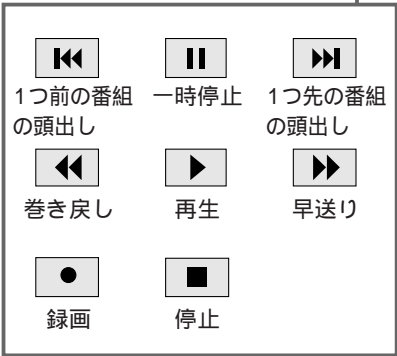 1つ前の番組
の頭出し
一時停止
1つ先の番組
の頭出し
巻き戻し
再生
早送り
録画
停止